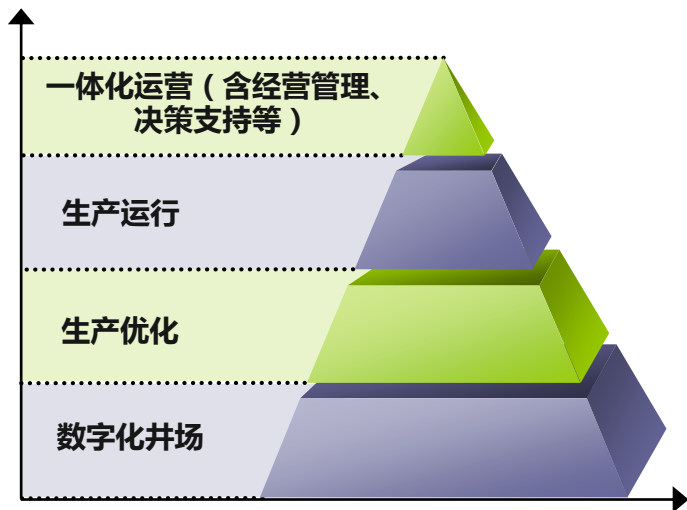 一体化运营（含经营管理、
决策支持等）
生产运行
生产优化
数字化井场